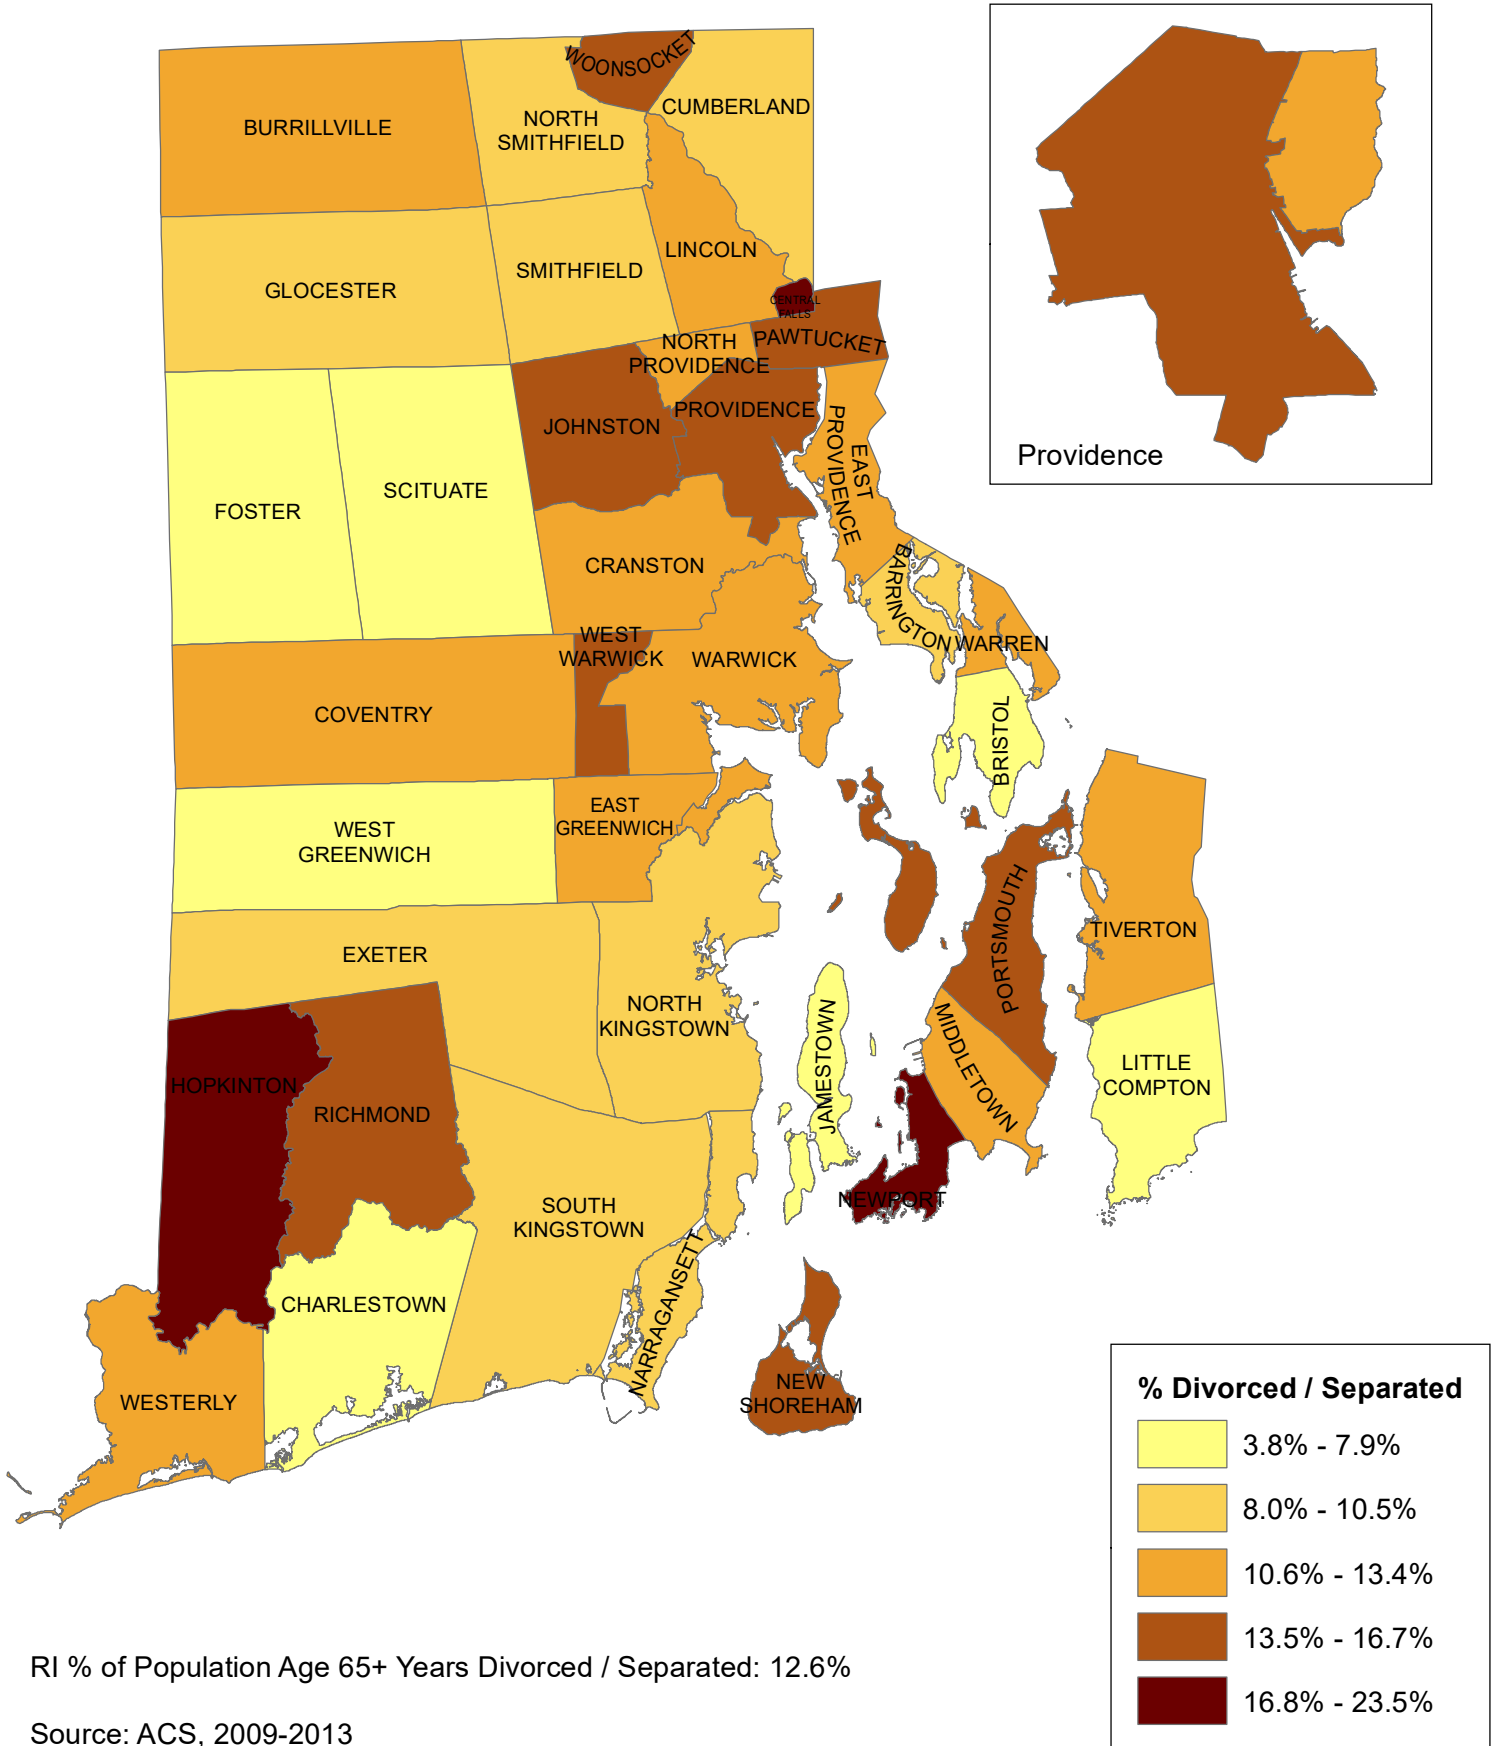 WOONSOCKET
CUMBERLAND
BURRILLVILLE
NORTH
SMITHFIELD
LINCOLN
SMITHFIELD
GLOCESTER
CENTRAL
FALLS
PAWTUCKET
NORTH
PROVIDENCE
PROVIDENCE
JOHNSTON
EAST
PROVIDENCE
SCITUATE
FOSTER
CRANSTON
BARRINGTON
WARREN
WEST
WARWICK
WARWICK
COVENTRY
BRISTOL
EAST
GREENWICH
WEST
GREENWICH
TIVERTON
PORTSMOUTH
EXETER
NORTH
KINGSTOWN
JAMESTOWN
MIDDLETOWN
LITTLE
COMPTON
HOPKINTON
RICHMOND
NEWPORT
SOUTH
KINGSTOWN
NARRAGANSETT
CHARLESTOWN
NEW
SHOREHAM
WESTERLY
Providence
% Divorced / Separated
3.8% - 7.9%
8.0% - 10.5%
10.6% - 13.4%
13.5% - 16.7%
16.8% - 23.5%
RI % of Population Age 65+ Years Divorced / Separated: 12.6%
Source: ACS, 2009-2013